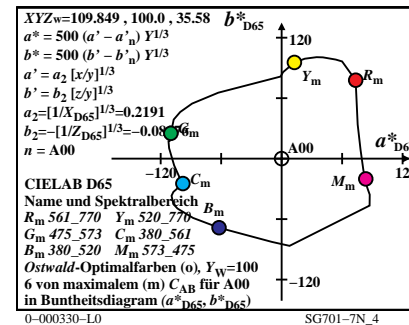 XYZw=109.849 , 100.0 , 35.58
b*D65
a* = 500 (a' – a'n) Y1/3
b* = 500 (b' – b'n) Y1/3
a' = a2 [x/y]1/3
b' = b2 [z/y]1/3
a2=[1/XD65]1/3=0.2191
b2=–[1/ZD65]1/3=
n = A00
120
Ym
Rm
Gm
A00
a*D6
–120
12
Cm
Mm
Bm
–120
CIELAB D65
Name und Spektralbereich
Rm 561_770 Ym 520_770
Gm 475_573 Cm 380_561
Bm 380_520 Mm 573_475
Ostwald-Optimalfarben (o), YW=100
6 von maximalem (m) CAB für A00
in Buntheitsdiagram (a*D65, b*D65)
0-000330-L0
SG701-7N_4